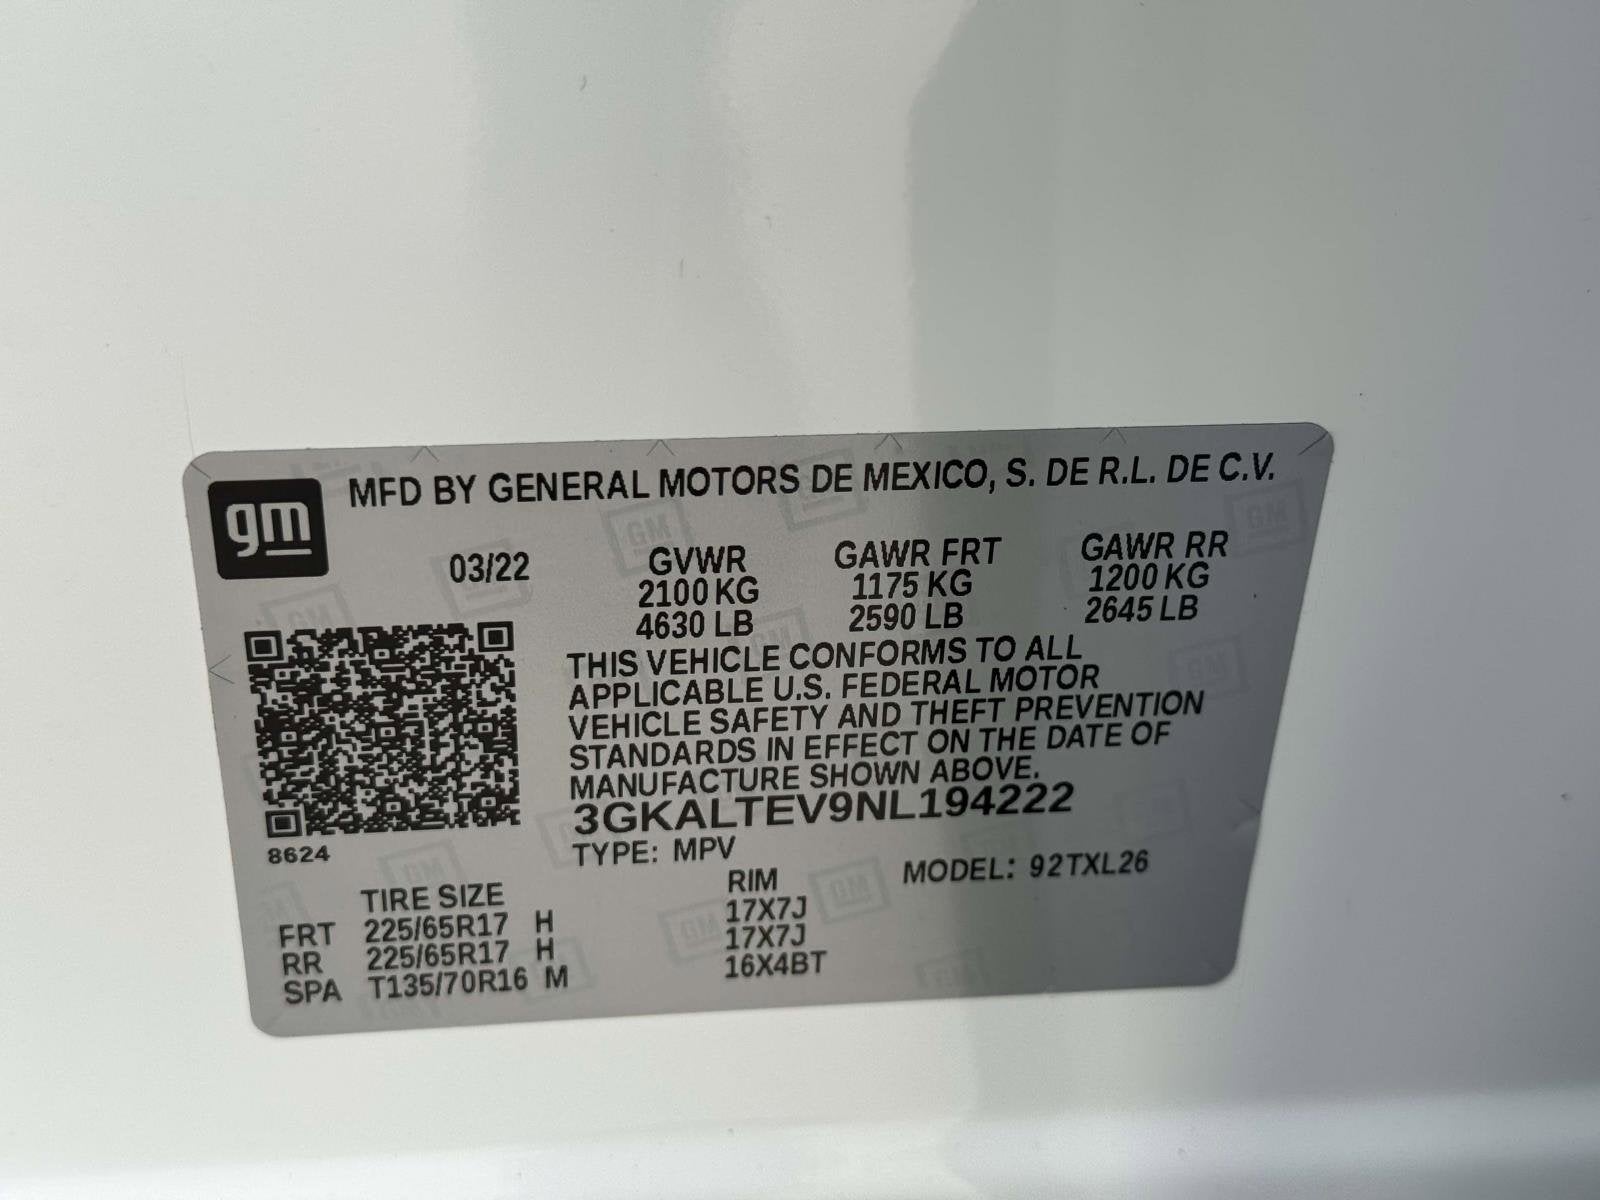 gm
MFD BY GENERAL MOTORS DE MEXICO, S. DE R.L. DE C.V.
03/22 GVWR GAWR FRT GAWR RR
2100 KG 1175 KG 1200 KG
4630 LB 2590 LB 2645 LB
THIS VEHICLE CONFORMS TO ALL
APPLICABLE U.S. FEDERAL MOTOR
VEHICLE SAFETY AND THEFT PREVENTION
STANDARDS IN EFFECT ON THE DATE OF
MANUFACTURE SHOWN ABOVE.
3GKALTEV9NL194222
8624
TYPE: MPV MODEL: 92TXL26
TIRE SIZE RIM
FRT 225/65R17 H 17X7J
RR 225/65R17 H 17X7J
SPA T135/70R16 M 16X4BT